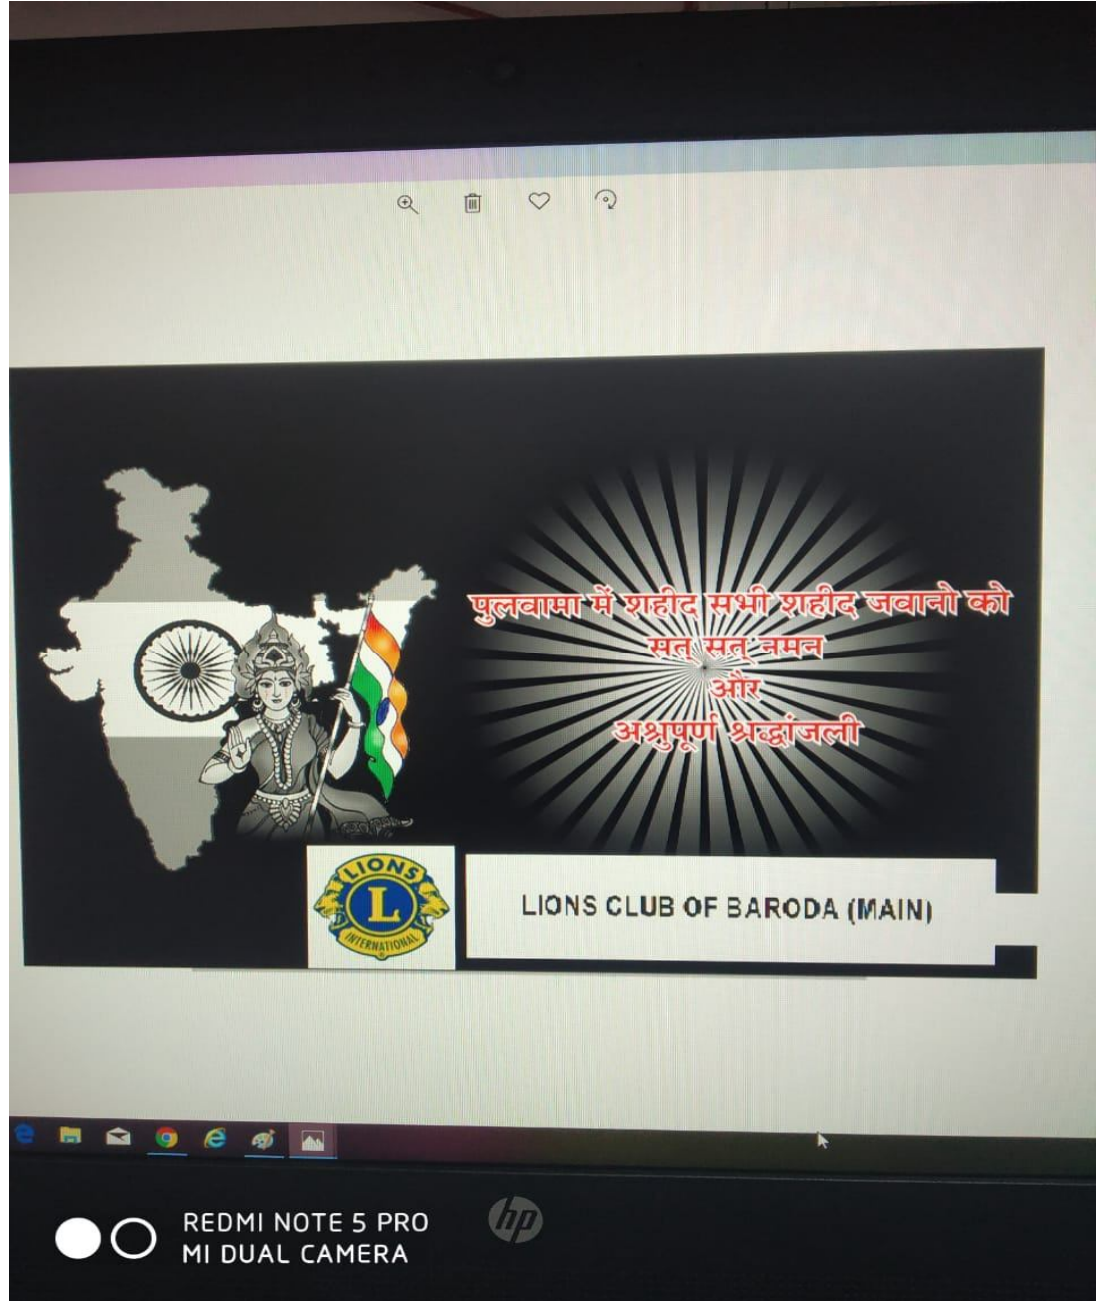 पुलवामा में शहीद सभी शहीद जवानो को
सत् सत् नमन
और
अश्रुपूर्ण श्रद्धांजली
LIONS
L
INTERNATIONAL
®
LIONS CLUB OF BARODA (MAIN)
hp
REDMI NOTE 5 PRO
MI DUAL CAMERA